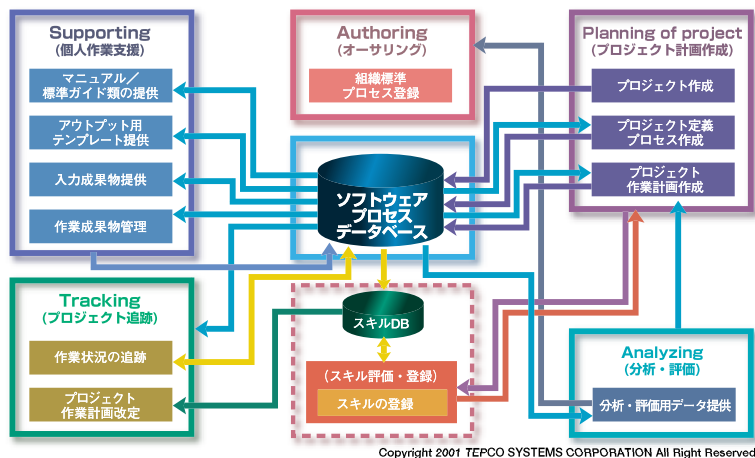 Supporting
(個人作業支援)
マニュアル／
標準ガイド類の提供
アウトプット用
テンプレート提供
入力成果物提供
作業成果物管理
Authoring
(オーサリング)
組織標準
プロセス登録
Planning of project
(プロジェクト計画作成)
プロジェクト作成
プロジェクト定義
プロセス作成
プロジェクト
作業計画作成
ソフトウェア
プロセス
データベース
Tracking
(プロジェクト追跡)
作業状況の追跡
プロジェクト
作業計画改定
スキルDB
(スキル評価・登録)
スキルの登録
Analyzing
(分析・評価)
分析・評価用データ提供
Copyright 2001 TEPCO SYSTEMS CORPORATION All Right Reserved